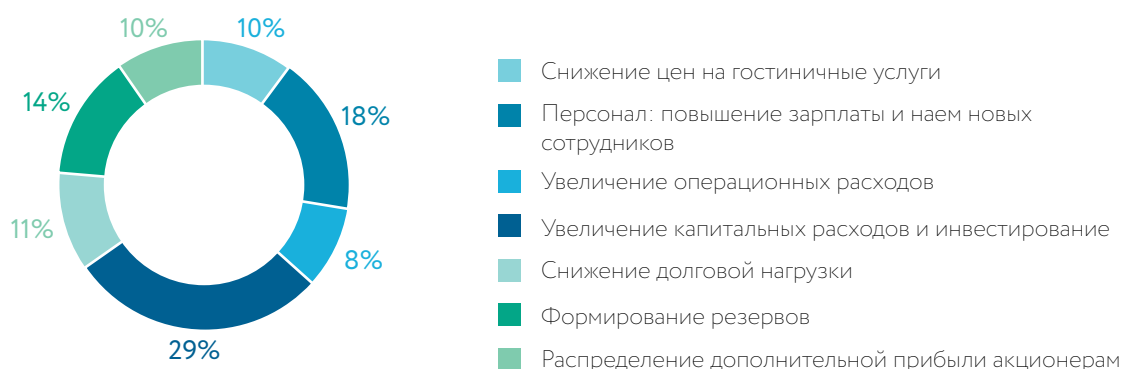 10%
10%
14%
18%
11%
8%
29%
Снижение цен на гостиничные услуги
Персонал: повышение зарплаты и наем новых
сотрудников
Увеличение операционных расходов
Увеличение капитальных расходов и инвестирование
Снижение долговой нагрузки
Формирование резервов
Распределение дополнительной прибыли акционерам